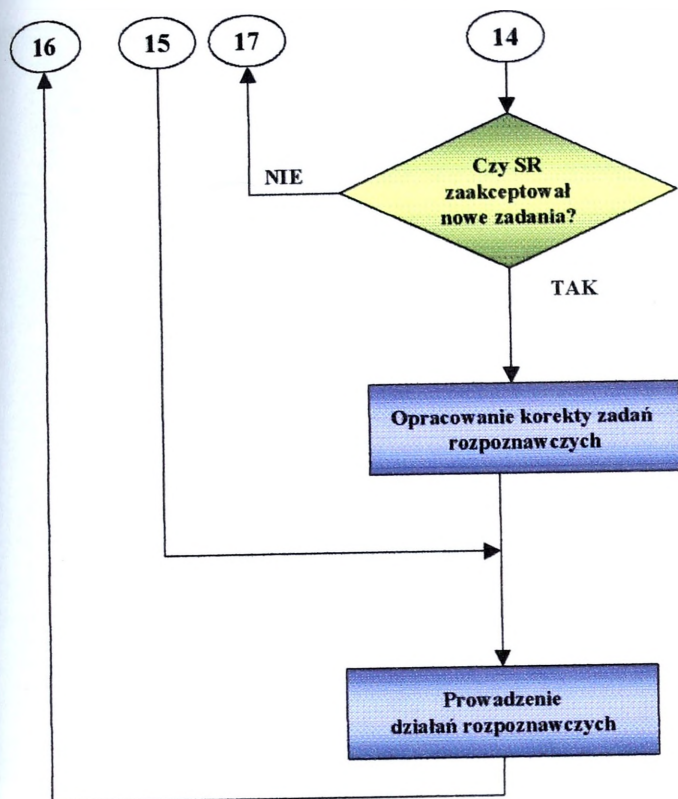 16
15
17
14
Czy SR
zaakceptował
nowe zadania?
NIE
TAK
Opracowanie korekty zadań
rozpoznawczych
Prowadzenie
działań rozpoznawczych